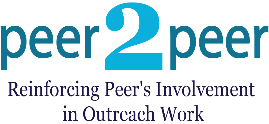 peer2peer
Reinforcing Peer's Involvement
in Outreach Work